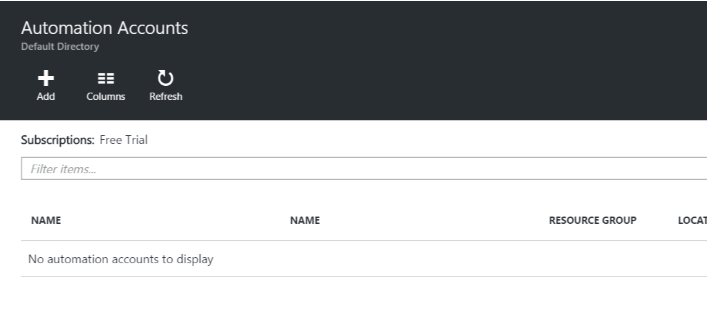 Automation Accounts
Default Directory
Add Columns Refresh
Subscriptions: Free Trial
Filter items...
NAME NAME RESOURCE GROUP LOCAT
No automation accounts to display